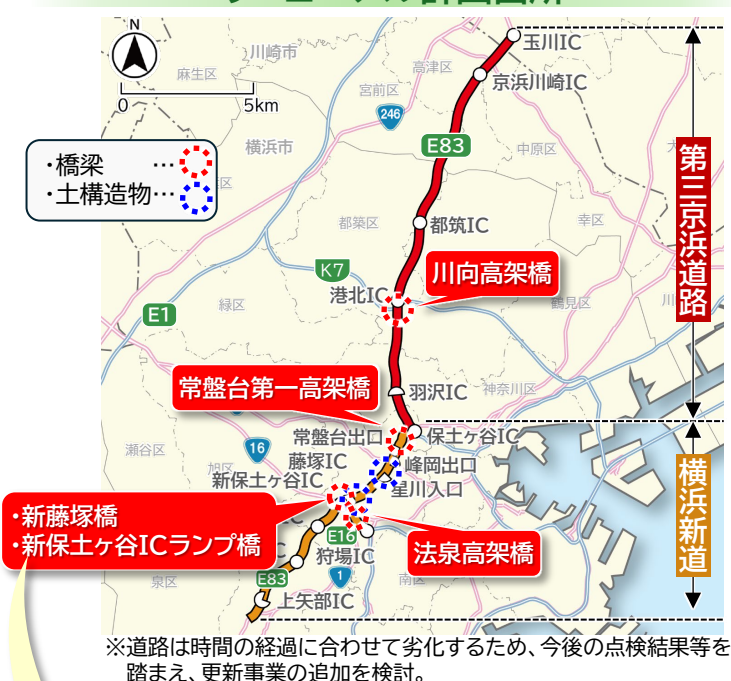 N
0 5km
・橋梁 …
・土構造物…
川崎市
麻生区
高津区
宮前区
横浜市
中原区
都築区
幸区
緑区
鶴見区
神奈川区
瀬谷区
旭区
泉区
南区
玉川IC
京浜川崎IC
246
E83
都筑IC
K7
港北IC
川向高架橋
E1
羽沢IC
常盤台第一高架橋
常盤台出口
保土ヶ谷IC
16
藤塚IC
峰岡出口
新保土ヶ谷IC
星川入口
・新藤塚橋
・新保土ヶ谷ICランプ橋
E16
狩場IC
法泉高架橋
E83
1
上矢部IC
第三京浜道路
横浜新道
※道路は時間の経過に合わせて劣化するため、今後の点検結果等を
踏まえ、更新事業の追加を検討。